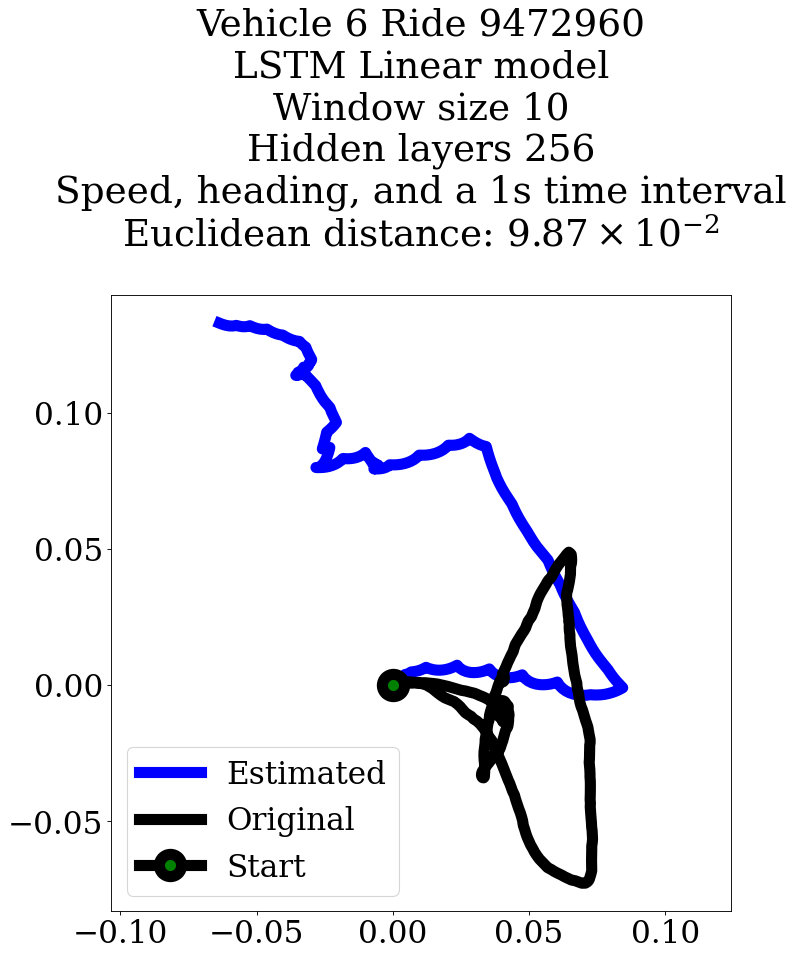 Vehicle 6 Ride 9472960
LSTM Linear model
Window size 10
Hidden layers 256
Speed, heading, and a 1s time interval
Euclidean distance: 9.87 × 10⁻²
0.10
0.05
0.00
−0.05
Estimated
Original
Start
−0.10 −0.05 0.00 0.05 0.10